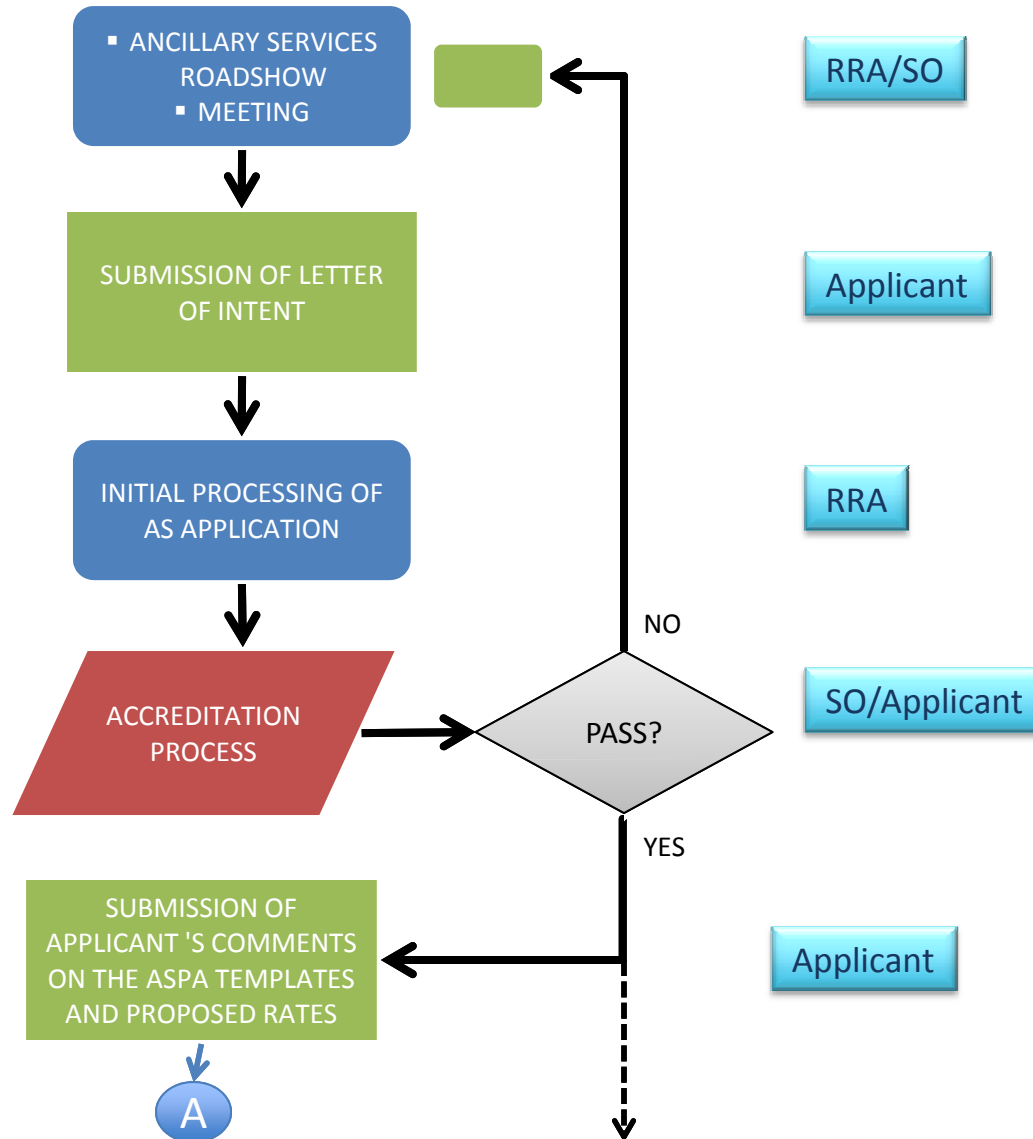 ▪ ANCILLARY SERVICES
ROADSHOW
▪ MEETING
RRA/SO
SUBMISSION OF LETTER
OF INTENT
Applicant
INITIAL PROCESSING OF
AS APPLICATION
RRA
NO
ACCREDITATION
PROCESS
PASS?
SO/Applicant
YES
SUBMISSION OF
APPLICANT 'S COMMENTS
ON THE ASPA TEMPLATES
AND PROPOSED RATES
Applicant
A